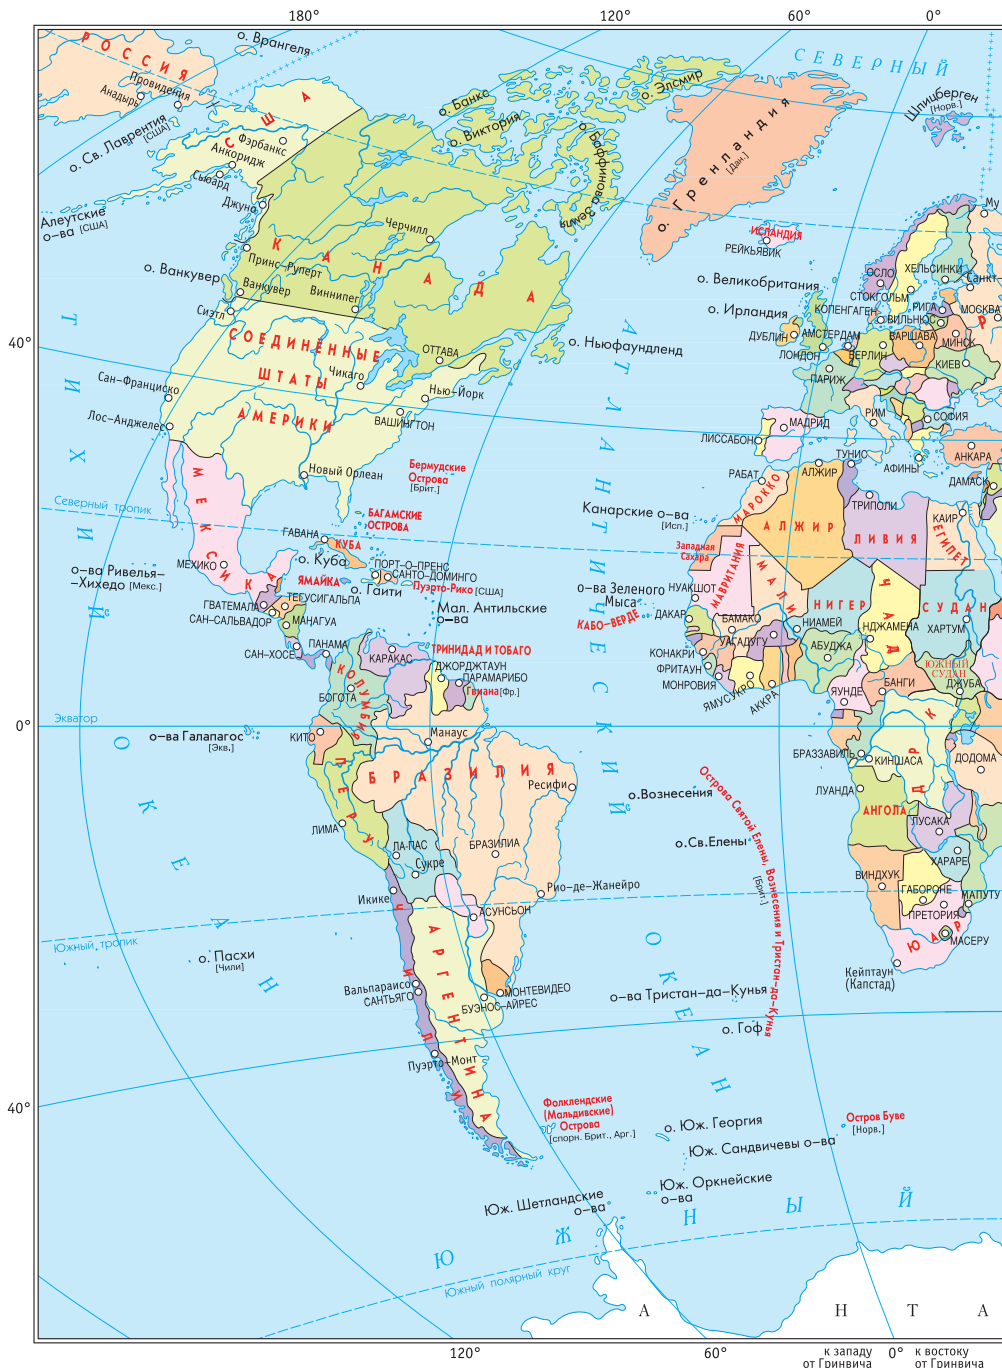 180°
120°
60°
0°
РОССИЯ
о. Врангеля
СЕВЕРНЫЙ
Провидения
Анадырь
США
о. Банкс
о. Элсмир
о. Виктория
о. Баффинова Земля
Шпицберген
[Норв.]
о. Гренландия
[Дан.]
о. Св. Лаврентия
[США]
Фэрбанкс
Анкоридж
Сьюард
Джуно
Алеутские
о-ва [США]
Черчилл
КАНАДА
Принс-Руперт
о. Ванкувер
Ванкувер
Виннипег
Сиэтл
ИСЛАНДИЯ
РЕЙКЬЯВИК
Му
ОСЛО
ХЕЛЬСИНКИ
Санкт-
СТОКГОЛЬМ
о. Великобритания
КОПЕНГАГЕН
РИГА
МОСКВА
Р
ВИЛЬНЮС
о. Ирландия
ДУБЛИН
АМСТЕРДАМ
ВАРШАВА
МИНСК
ЛОНДОН
БЕРЛИН
КИЕВ
ПАРИЖ
40°
СОЕДИНЁННЫЕ
ШТАТЫ
АМЕРИКИ
ОТТАВА
о. Ньюфаундленд
Чикаго
Сан-Франциско
Нью-Йорк
ВАШИНГТОН
Лос-Анджелес
Новый Орлеан
РИМ
СОФИЯ
МАДРИД
ЛИССАБОН
АНКАРА
ТУНИС
АФИНЫ
РАБАТ
АЛЖИР
ДАМАСК
Бермудские
Острова
[Брит.]
МЕКСИКА
Северный тропик
БАГАМСКИЕ
ОСТРОВА
Канарские о-ва
[Исп.]
МАРОККО
АЛЖИР
ТРИПОЛИ
ЛИВИЯ
КАИР
ЕГИПЕТ
ГАВАНА
КУБА
о. Куба
Западная
Сахара
МЕХИКО
ПОРТ-О-ПРЕНС
САНТО-ДОМИНГО
Пуэрто-Рико [США]
ЯМАЙКА
о. Гаити
о-ва Ривелья-
-Хихедо [Мекс.]
МАВРИТАНИЯ
МАЛИ
НИГЕР
ЧАД
СУДАН
НУАКШОТ
о-ва Зеленого
Мыса
ТЕГУСИГАЛЬПА
ГВАТЕМАЛА
САН-САЛЬВАДОР
МАНАГУА
Мал. Антильские
о-ва
КАБО-ВЕРДЕ
ДАКАР
БАМАКО
НИАМЕЙ
НДЖАМЕНА
ХАРТУМ
УАГАДУГУ
АБУДЖА
ПАНАМА
САН-ХОСЕ
КАРАКАС
ТРИНИДАД И ТОБАГО
ДЖОРДЖТАУН
ПАРАМАРИБО
Гвиана (Фр.)
КОЛУМБИЯ
БОГОТА
КОНАКРИ
ФРИТАУН
МОНРОВИЯ
ЯМУСУКРО
АККРА
ЯУНДЕ
БАНГИ
ЮЖНЫЙ
СУДАН
ДЖУБА
Экватор
0°
о-ва Галапагос
[Экв.]
КИТО
Манаус
БРАЗИЛИЯ
ПЕРУ
Ресифи
БРАЗЗАВИЛЬ
КИНШАСА
ДРК
ДОДОМА
о.Вознесения
ЛУАНДА
АНГОЛА
ЛИМА
о.Св.Елены
Острова Святой Елены, Вознесения и Тристан-да-Кунья
[Брит.]
ЛУСАКА
ЛА-ПАС
БРАЗИЛИА
Сукре
ХАРАРЕ
ВИНДХУК
Икике
Рио-де-Жанейро
ГАБОРОНЕ
МАПУТУ
АСУНСЬОН
ПРЕТОРИЯ
ЮАР
МАСЕРУ
Южный тропик
о. Пасхи
[Чили]
ЧИЛИ
АРГЕНТИНА
Кейптаун
(Капстад)
Вальпараисо
САНТЬЯГО
МОНТЕВИДЕО
БУЭНОС-АЙРЕС
о-ва Тристан-да-Кунья
о. Гоф
Пуэрто-Монт
ТИХИЙ ОКЕАН
АТЛАНТИЧЕСКИЙ ОКЕАН
40°
Фолклендские
(Мальдивские)
Острова
[спорн. Брит., Арг.]
о. Юж. Георгия
Остров Буве
[Норв.]
Юж. Сандвичевы о-ва
Юж. Оркнейские
о-ва
Юж. Шетландские
о-ва
ЮЖНЫЙ
Южный полярный круг
АНТА
120°
60°
к западу
от Гринвича
0°
к востоку
от Гринвича